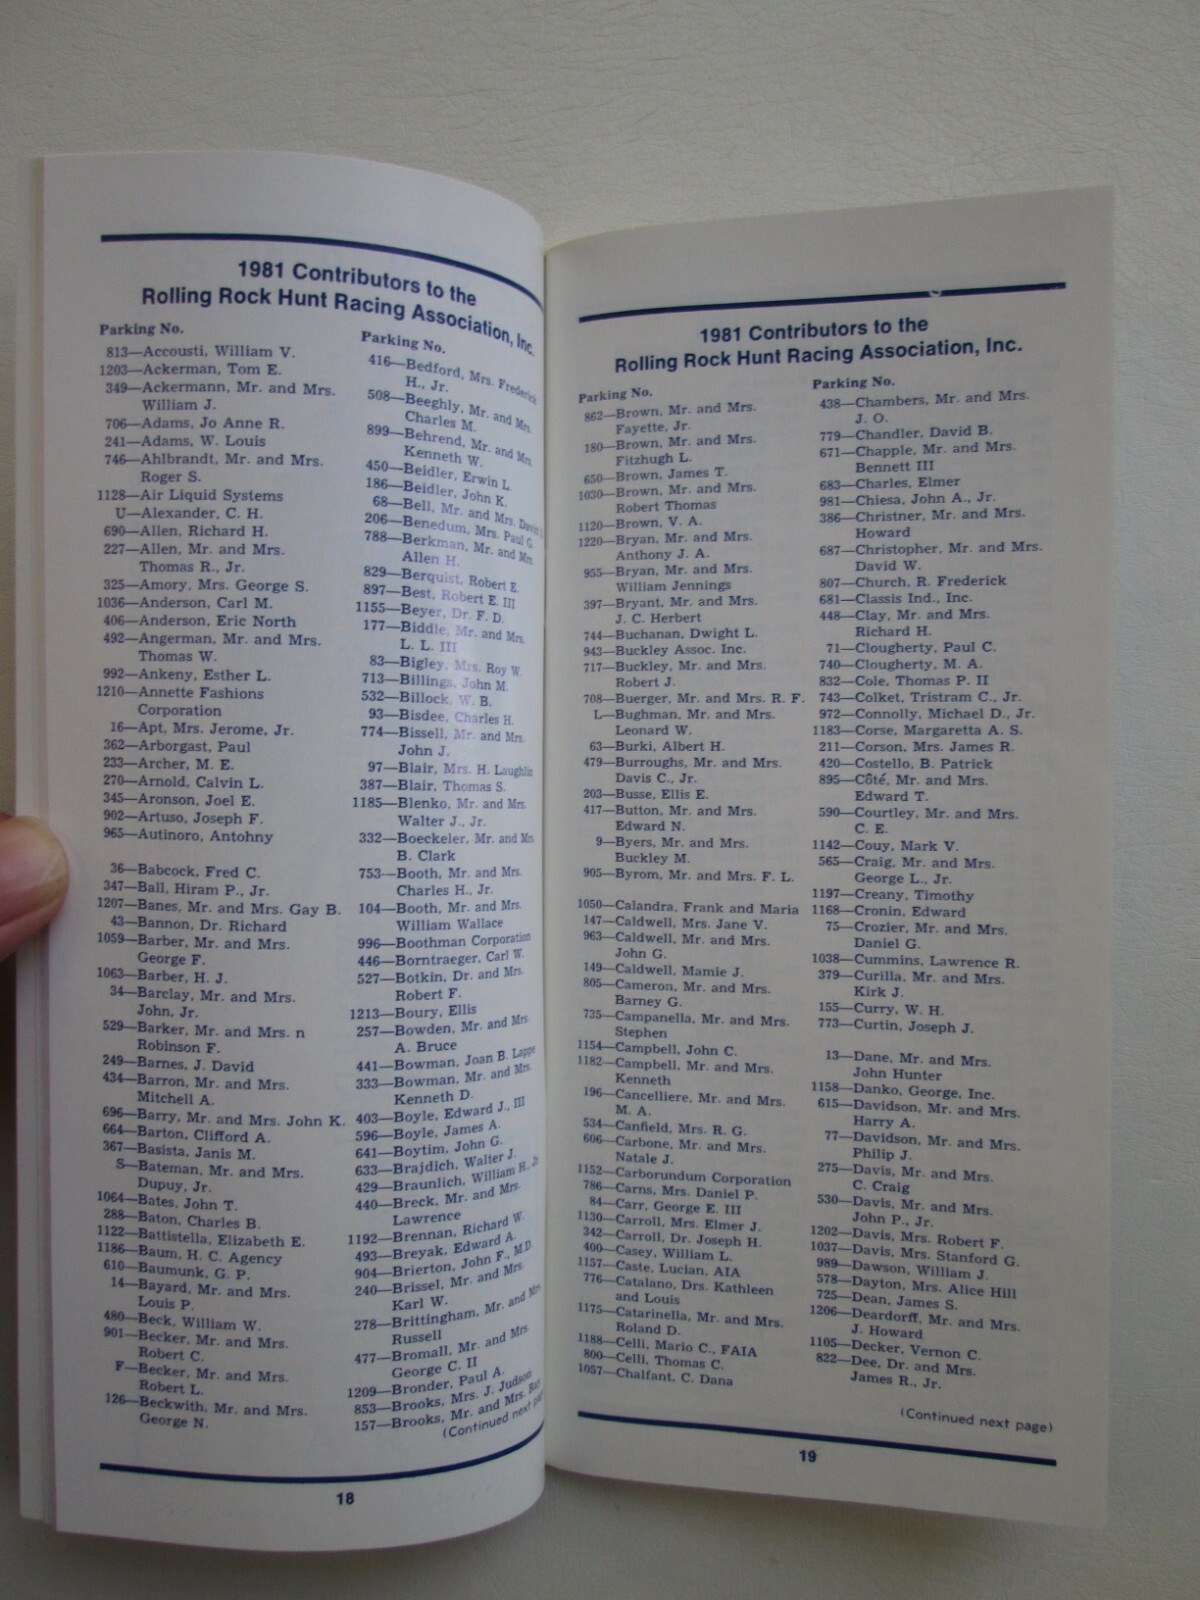 1981 Contributors to the
Rolling Rock Hunt Racing Association, Inc.
Parking No.
813—Accousti, William V.
1203—Ackerman, Tom E.
349—Ackermann, Mr. and Mrs.
William J.
706—Adams, Jo Anne R.
241—Adams, W. Louis
746—Ahlbrandt, Mr. and Mrs.
Roger S.
1128—Air Liquid Systems
U—Alexander, C. H.
690—Allen, Richard H.
227—Allen, Mr. and Mrs.
Thomas R., Jr.
325—Amory, Mrs. George S.
1036—Anderson, Carl M.
406—Anderson, Eric North
492—Angerman, Mr. and Mrs.
Thomas W.
992—Ankeny, Esther L.
1210—Annette Fashions
Corporation
16—Apt, Mrs. Jerome, Jr.
362—Arborgast, Paul
233—Archer, M. E.
270—Arnold, Calvin L.
345—Aronson, Joel E.
902—Artuso, Joseph F.
965—Autinoro, Antohny
36—Babcock, Fred C.
347—Ball, Hiram P., Jr.
1207—Banes, Mr. and Mrs. Gay B.
43—Bannon, Dr. Richard
1059—Barber, Mr. and Mrs.
George F.
1063—Barber, H. J.
34—Barclay, Mr. and Mrs.
John, Jr.
529—Barker, Mr. and Mrs. n
Robinson F.
249—Barnes, J. David
434—Barron, Mr. and Mrs.
Mitchell A.
696—Barry, Mr. and Mrs. John K.
664—Barton, Clifford A.
367—Basista, Janis M.
S—Bateman, Mr. and Mrs.
Dupuy, Jr.
1064—Bates, John T.
288—Baton, Charles B.
1122—Battistella, Elizabeth E.
1186—Baum, H. C. Agency
610—Baumunk, G. P.
14—Bayard, Mr. and Mrs.
Louis P.
480—Beck, William W.
901—Becker, Mr. and Mrs.
Robert C.
F—Becker, Mr. and Mrs.
Robert L.
126—Beckwith, Mr. and Mrs.
George N.
Parking No.
416—Bedford, Mrs. Frederick
H., Jr.
508—Beeghly, Mr. and Mrs.
Charles M.
899—Behrend, Mr. and Mrs.
Kenneth W.
450—Beidler, Erwin L.
186—Beidler, John K.
68—Bell, Mr. and Mrs.
206—Benedum, Mrs. Paul G.
788—Berkman, Mr. and Mrs.
Allen H.
829—Berquist, Robert E.
897—Best, Robert E. III
1155—Beyer, Dr. F. D.
177—Biddle, Mr. and Mrs.
L. L. III
83—Bigley, Mrs. Roy W.
713—Billings, John M.
532—Billock, W. B.
93—Bisdee, Charles H.
774—Bissell, Mr. and Mrs.
John J.
97—Blair, Mrs. H. Laughlin
387—Blair, Thomas S.
1185—Blenko, Mr. and Mrs.
Walter J., Jr.
332—Boeckeler, Mr. and Mrs.
B. Clark
753—Booth, Mr. and Mrs.
Charles H., Jr.
104—Booth, Mr. and Mrs.
William Wallace
996—Boothman Corporation
446—Borntraeger, Carl W.
527—Botkin, Dr. and Mrs.
Robert F.
1213—Boury, Ellis
257—Bowden, Mr. and Mrs.
A. Bruce
441—Bowman, Joan B. Lappe
333—Bowman, Mr. and Mrs.
Kenneth D.
403—Boyle, Edward J., III
596—Boyle, James A.
641—Boytim, John G.
633—Brajdich, Walter J.
429—Braunlich, William H., Jr.
440—Breck, Mr. and Mrs.
Lawrence
1192—Brennan, Richard W.
493—Breyak, Edward A.
904—Brierton, John F., M.D.
240—Brissel, Mr. and Mrs.
Karl W.
278—Brittingham, Mr. and Mrs.
Russell
477—Bromall, Mr. and Mrs.
George C. II
1209—Bronder, Paul A.
853—Brooks, Mrs. J. Judson
157—Brooks, Mr. and Mrs.
(Continued next page)
18
1981 Contributors to the
Rolling Rock Hunt Racing Association, Inc.
Parking No.
862—Brown, Mr. and Mrs.
Fayette, Jr.
180—Brown, Mr. and Mrs.
Fitzhugh L.
650—Brown, James T.
1030—Brown, Mr. and Mrs.
Robert Thomas
1120—Brown, V. A.
1220—Bryan, Mr. and Mrs.
Anthony J. A.
955—Bryan, Mr. and Mrs.
William Jennings
397—Bryant, Mr. and Mrs.
J. C. Herbert
744—Buchanan, Dwight L.
943—Buckley Assoc. Inc.
717—Buckley, Mr. and Mrs.
Robert J.
708—Buerger, Mr. and Mrs. R. F.
L—Bughman, Mr. and Mrs.
Leonard W.
63—Burki, Albert H.
479—Burroughs, Mr. and Mrs.
Davis C., Jr.
203—Busse, Ellis E.
417—Button, Mr. and Mrs.
Edward N.
9—Byers, Mr. and Mrs.
Buckley M.
905—Byrom, Mr. and Mrs. F. L.
1050—Calandra, Frank and Maria
147—Caldwell, Mrs. Jane V.
963—Caldwell, Mr. and Mrs.
John G.
149—Caldwell, Mamie J.
805—Cameron, Mr. and Mrs.
Barney G.
735—Campanella, Mr. and Mrs.
Stephen
1154—Campbell, John C.
1182—Campbell, Mr. and Mrs.
Kenneth
196—Cancelliere, Mr. and Mrs.
M. A.
534—Canfield, Mrs. R. G.
606—Carbone, Mr. and Mrs.
Natale J.
1152—Carborundum Corporation
786—Carns, Mrs. Daniel P.
84—Carr, George E. III
1130—Carroll, Mrs. Elmer J.
342—Carroll, Dr. Joseph H.
400—Casey, William L.
1157—Caste, Lucian, AIA
776—Catalano, Drs. Kathleen
and Louis
1175—Catarinella, Mr. and Mrs.
Roland D.
1188—Celli, Mario C., FAIA
800—Celli, Thomas C.
1057—Chalfant, C. Dana
Parking No.
438—Chambers, Mr. and Mrs.
J. O.
779—Chandler, David B.
671—Chapple, Mr. and Mrs.
Bennett III
683—Charles, Elmer
981—Chiesa, John A., Jr.
386—Christner, Mr. and Mrs.
Howard
687—Christopher, Mr. and Mrs.
David W.
807—Church, R. Frederick
681—Classis Ind., Inc.
448—Clay, Mr. and Mrs.
Richard H.
71—Clougherty, Paul C.
740—Clougherty, M. A.
832—Cole, Thomas P. II
743—Colket, Tristram C., Jr.
972—Connolly, Michael D., Jr.
1183—Corse, Margaretta A. S.
211—Corson, Mrs. James R.
420—Costello, B. Patrick
895—Côté, Mr. and Mrs.
Edward T.
590—Courtley, Mr. and Mrs.
C. E.
1142—Couy, Mark V.
565—Craig, Mr. and Mrs.
George L., Jr.
1197—Creany, Timothy
1168—Cronin, Edward
75—Crozier, Mr. and Mrs.
Daniel G.
1038—Cummins, Lawrence R.
379—Curilla, Mr. and Mrs.
Kirk J.
155—Curry, W. H.
773—Curtin, Joseph J.
13—Dane, Mr. and Mrs.
John Hunter
1158—Danko, George, Inc.
615—Davidson, Mr. and Mrs.
Harry A.
77—Davidson, Mr. and Mrs.
Philip J.
275—Davis, Mr. and Mrs.
C. Craig
530—Davis, Mr. and Mrs.
John P., Jr.
1202—Davis, Mrs. Robert F.
1037—Davis, Mrs. Stanford G.
989—Dawson, William J.
578—Dayton, Mrs. Alice Hill
725—Dean, James S.
1206—Deardorff, Mr. and Mrs.
J. Howard
1105—Decker, Vernon C.
822—Dee, Dr. and Mrs.
James R., Jr.
(Continued next page)
19